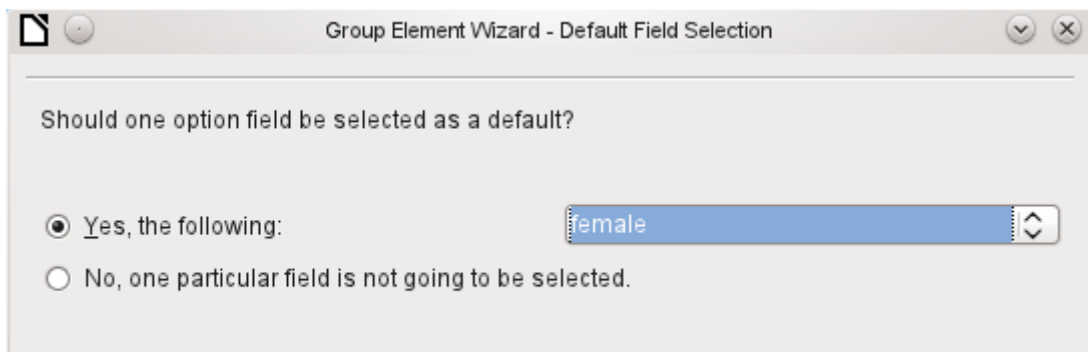 Group Element Wizard - Default Field Selection
Should one option field be selected as a default?
Yes, the following:
female
No, one particular field is not going to be selected.